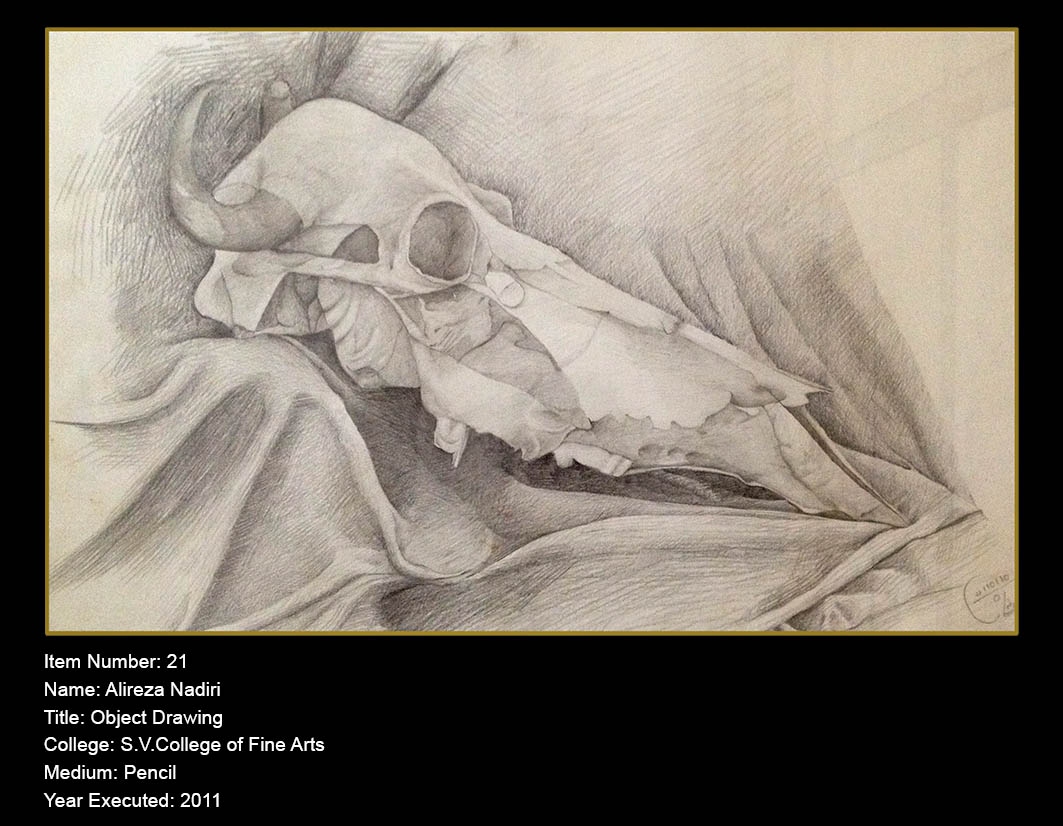 Item Number: 21
Name: Alireza Nadiri
Title: Object Drawing
College: S.V.College of Fine Arts
Medium: Pencil
Year Executed: 2011